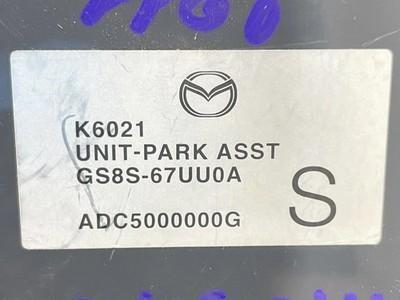 K6021
UNIT-PARK ASST
GS8S-67UU0A
ADC5000000G
S